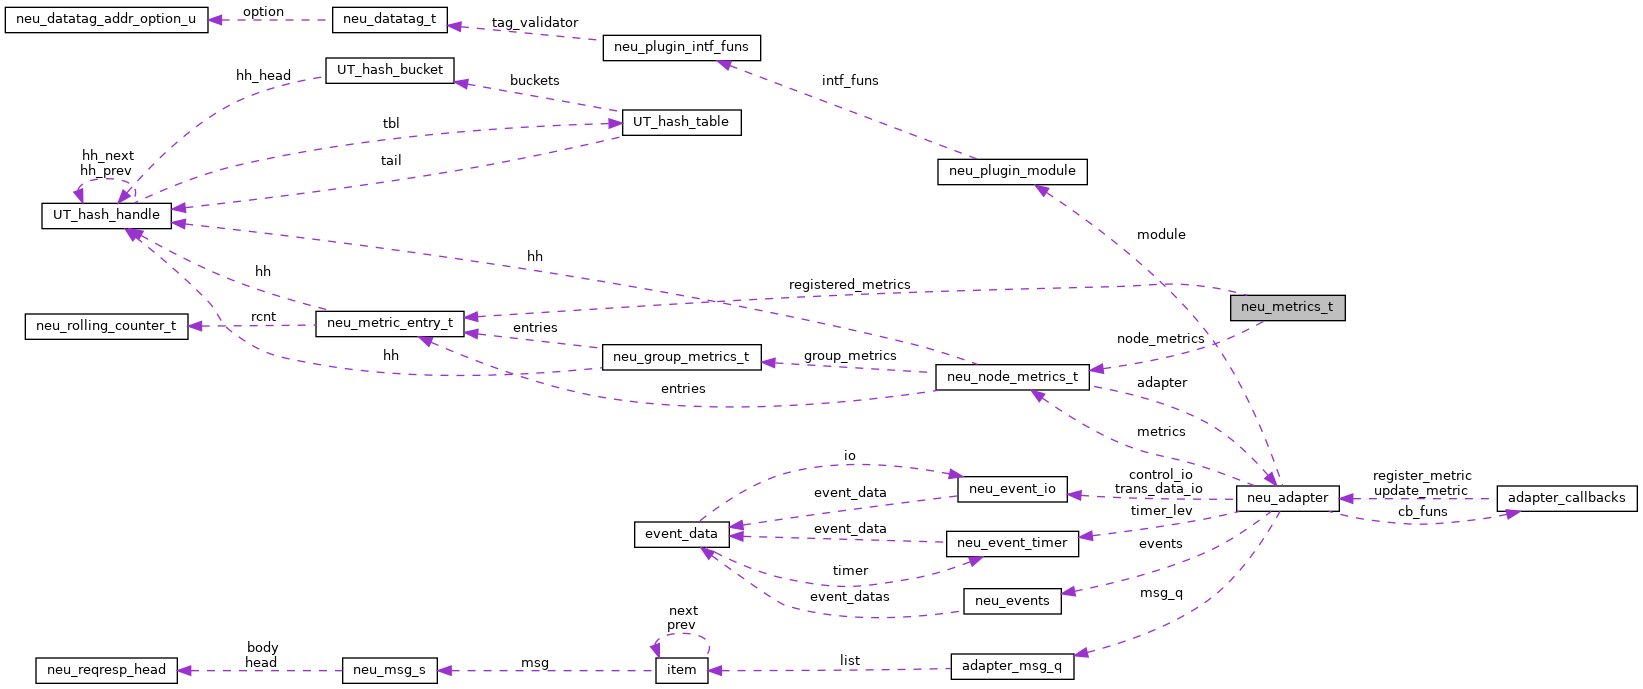 neu_datatag_addr_option_u
option
neu_datatag_t
tag_validator
neu_plugin_intf_funs
UT_hash_bucket
hh_head
buckets
intf_funs
UT_hash_table
tbl
hh_next
hh_prev
tail
neu_plugin_module
UT_hash_handle
module
hh
hh
registered_metrics
neu_metrics_t
neu_rolling_counter_t
rcnt
neu_metric_entry_t
entries
node_metrics
hh
neu_group_metrics_t
group_metrics
neu_node_metrics_t
entries
adapter
metrics
io
control_io
trans_data_io
register_metric
update_metric
neu_event_io
event_data
neu_adapter
adapter_callbacks
timer_lev
cb_funs
event_data
event_data
neu_event_timer
events
timer
event_datas
neu_events
msg_q
next
prev
body
head
neu_reqresp_head
neu_msg_s
msg
item
list
adapter_msg_q